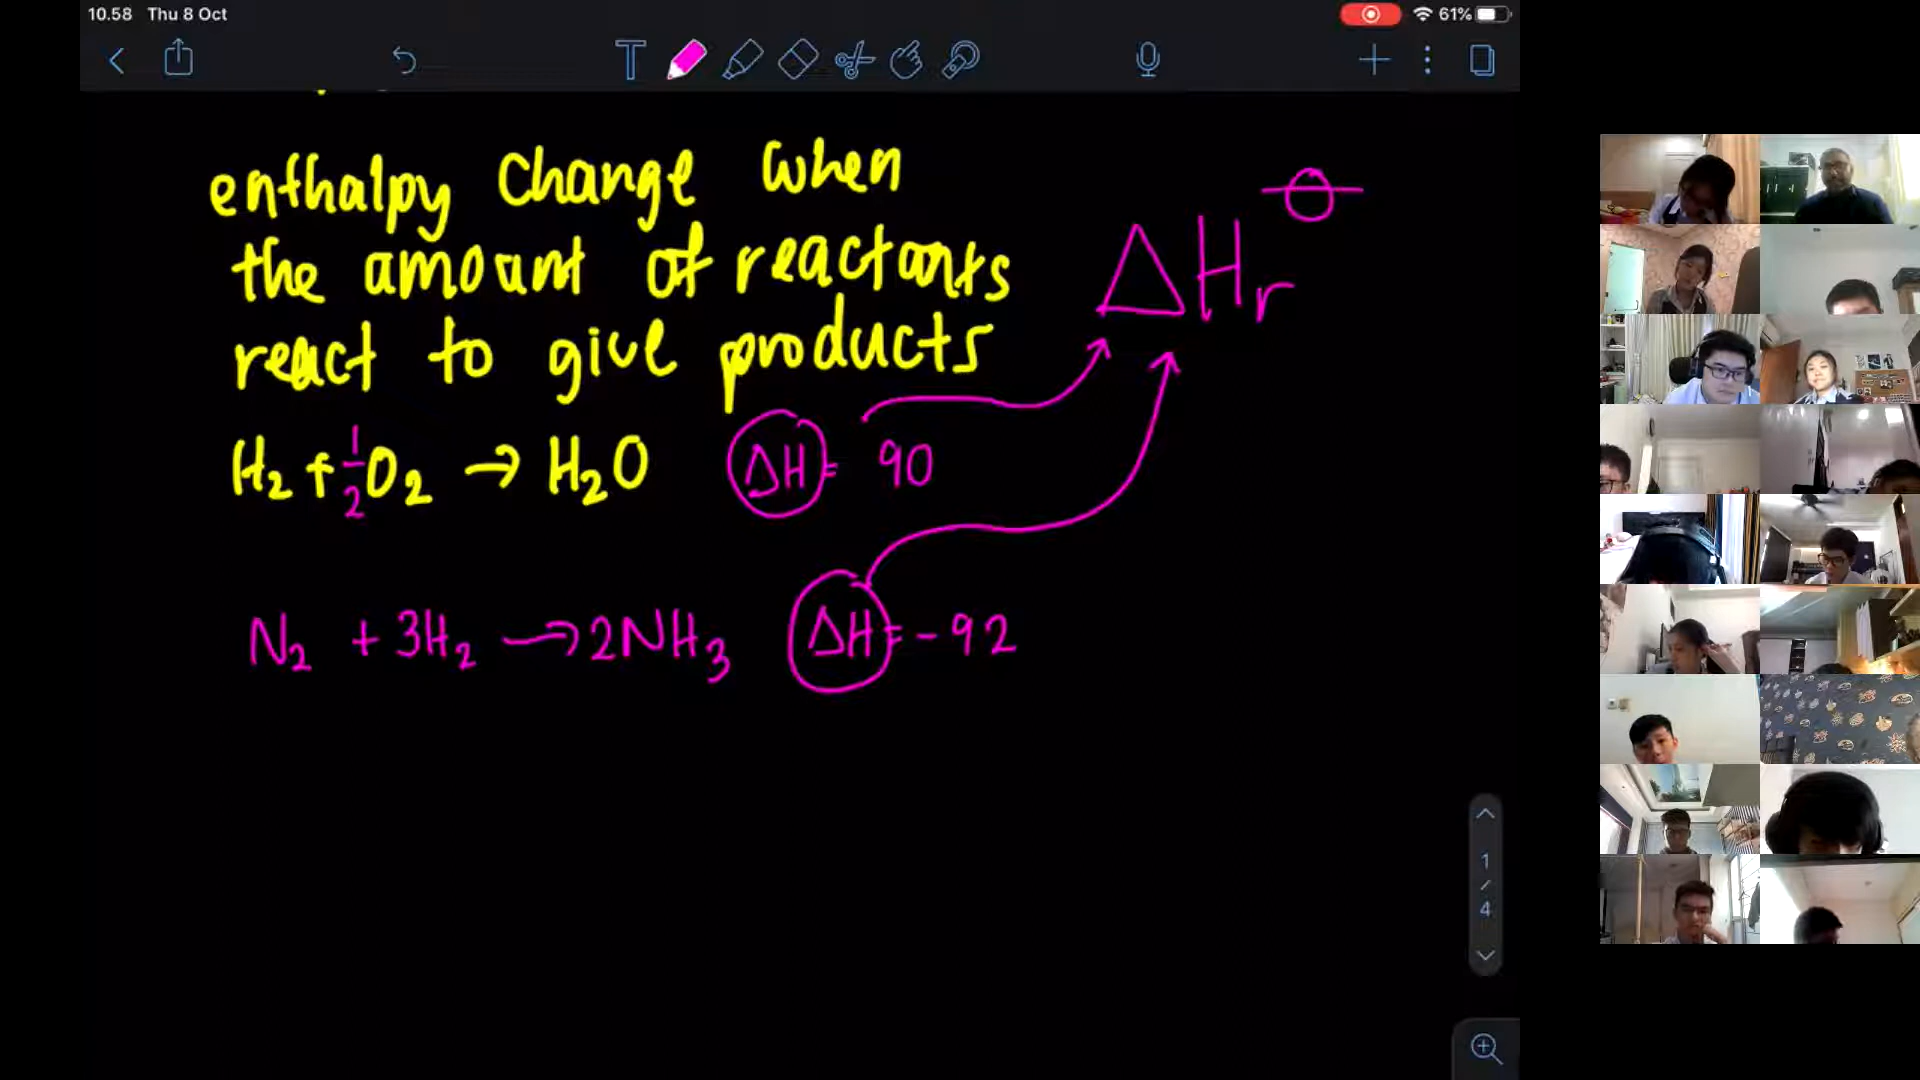 10.58 Thu 8 Oct
61%
T
enthalpy change when
the amount of reactants
react to give products
ΔHr⦵
H₂ + ½O₂ → H₂O ΔH = 90
N₂ + 3H₂ → 2NH₃ ΔH = -92
1
/
4